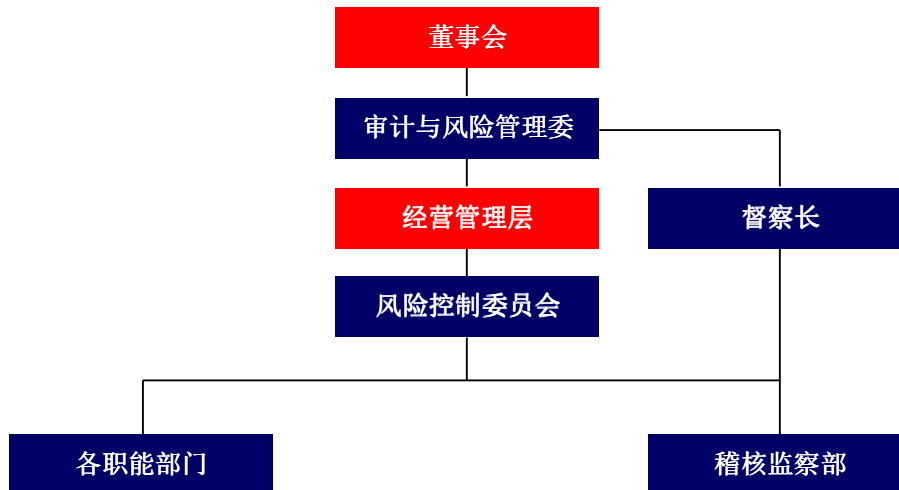 董事会
审计与风险管理委
经营管理层
督察长
风险控制委员会
各职能部门
稽核监察部